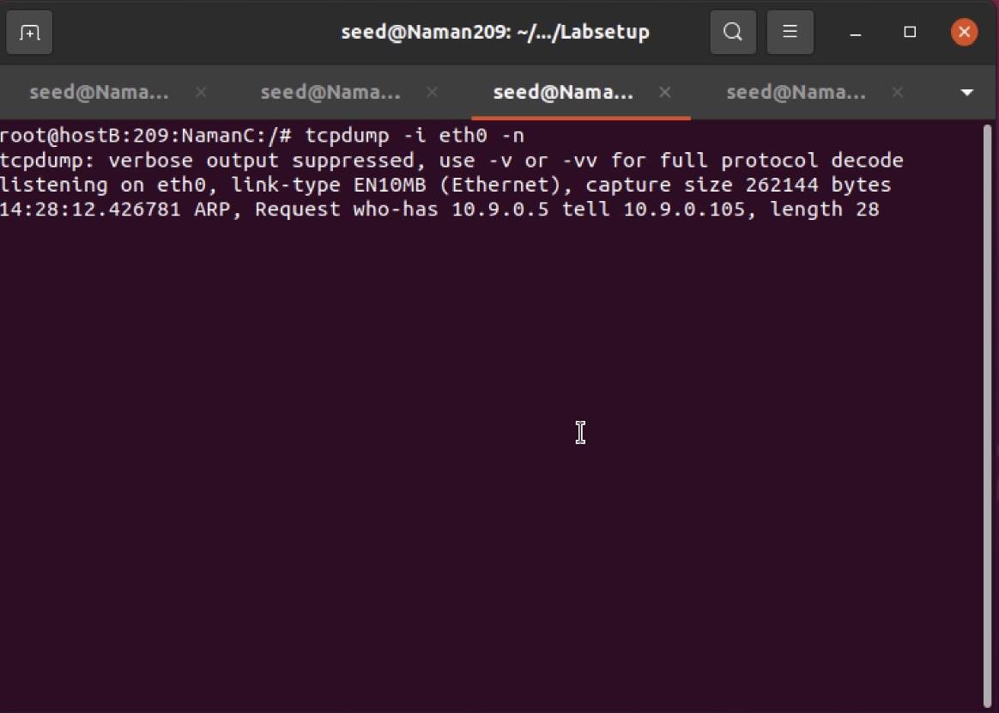 seed@Naman209: ~/.../Labsetup
seed@Nama... seed@Nama... seed@Nama... seed@Nama...
root@hostB:209:NamanC:/# tcpdump -i eth0 -n
tcpdump: verbose output suppressed, use -v or -vv for full protocol decode
listening on eth0, link-type EN10MB (Ethernet), capture size 262144 bytes
14:28:12.426781 ARP, Request who-has 10.9.0.5 tell 10.9.0.105, length 28